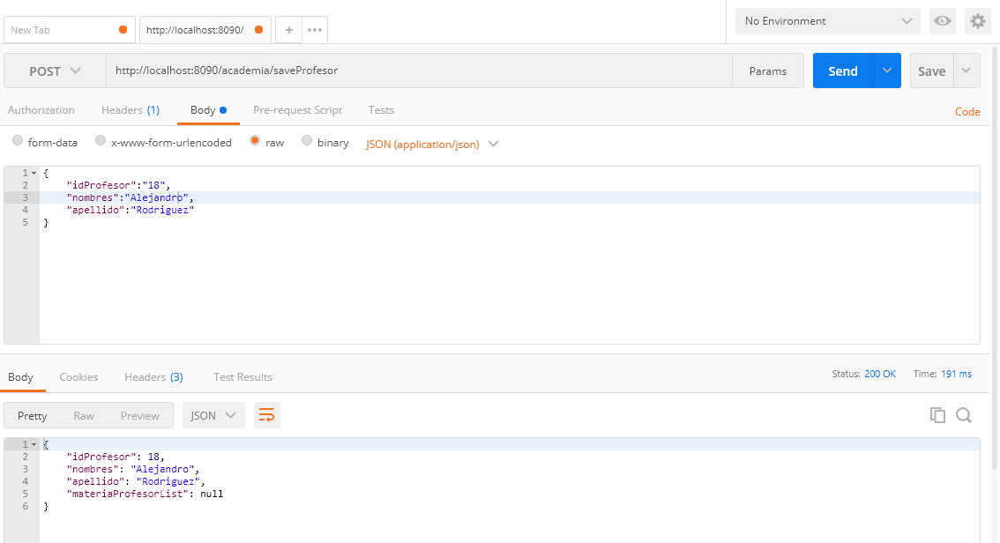 New Tab
http://localhost:8090/
+
No Environment
POST
http://localhost:8090/academia/saveProfesor
Params
Send
Save
Authorization
Headers (1)
Body
Pre-request Script
Tests
Code
form-data
x-www-form-urlencoded
raw
binary
JSON (application/json)
1 {
2 "idProfesor":"18",
3 "nombres":"Alejandro",
4 "apellido":"Rodriguez"
5 }
Body
Cookies
Headers (3)
Test Results
Status: 200 OK
Time: 191 ms
Pretty
Raw
Preview
JSON
1 {
2 "idProfesor": 18,
3 "nombres": "Alejandro",
4 "apellido": "Rodriguez",
5 "materiaProfesorList": null
6 }